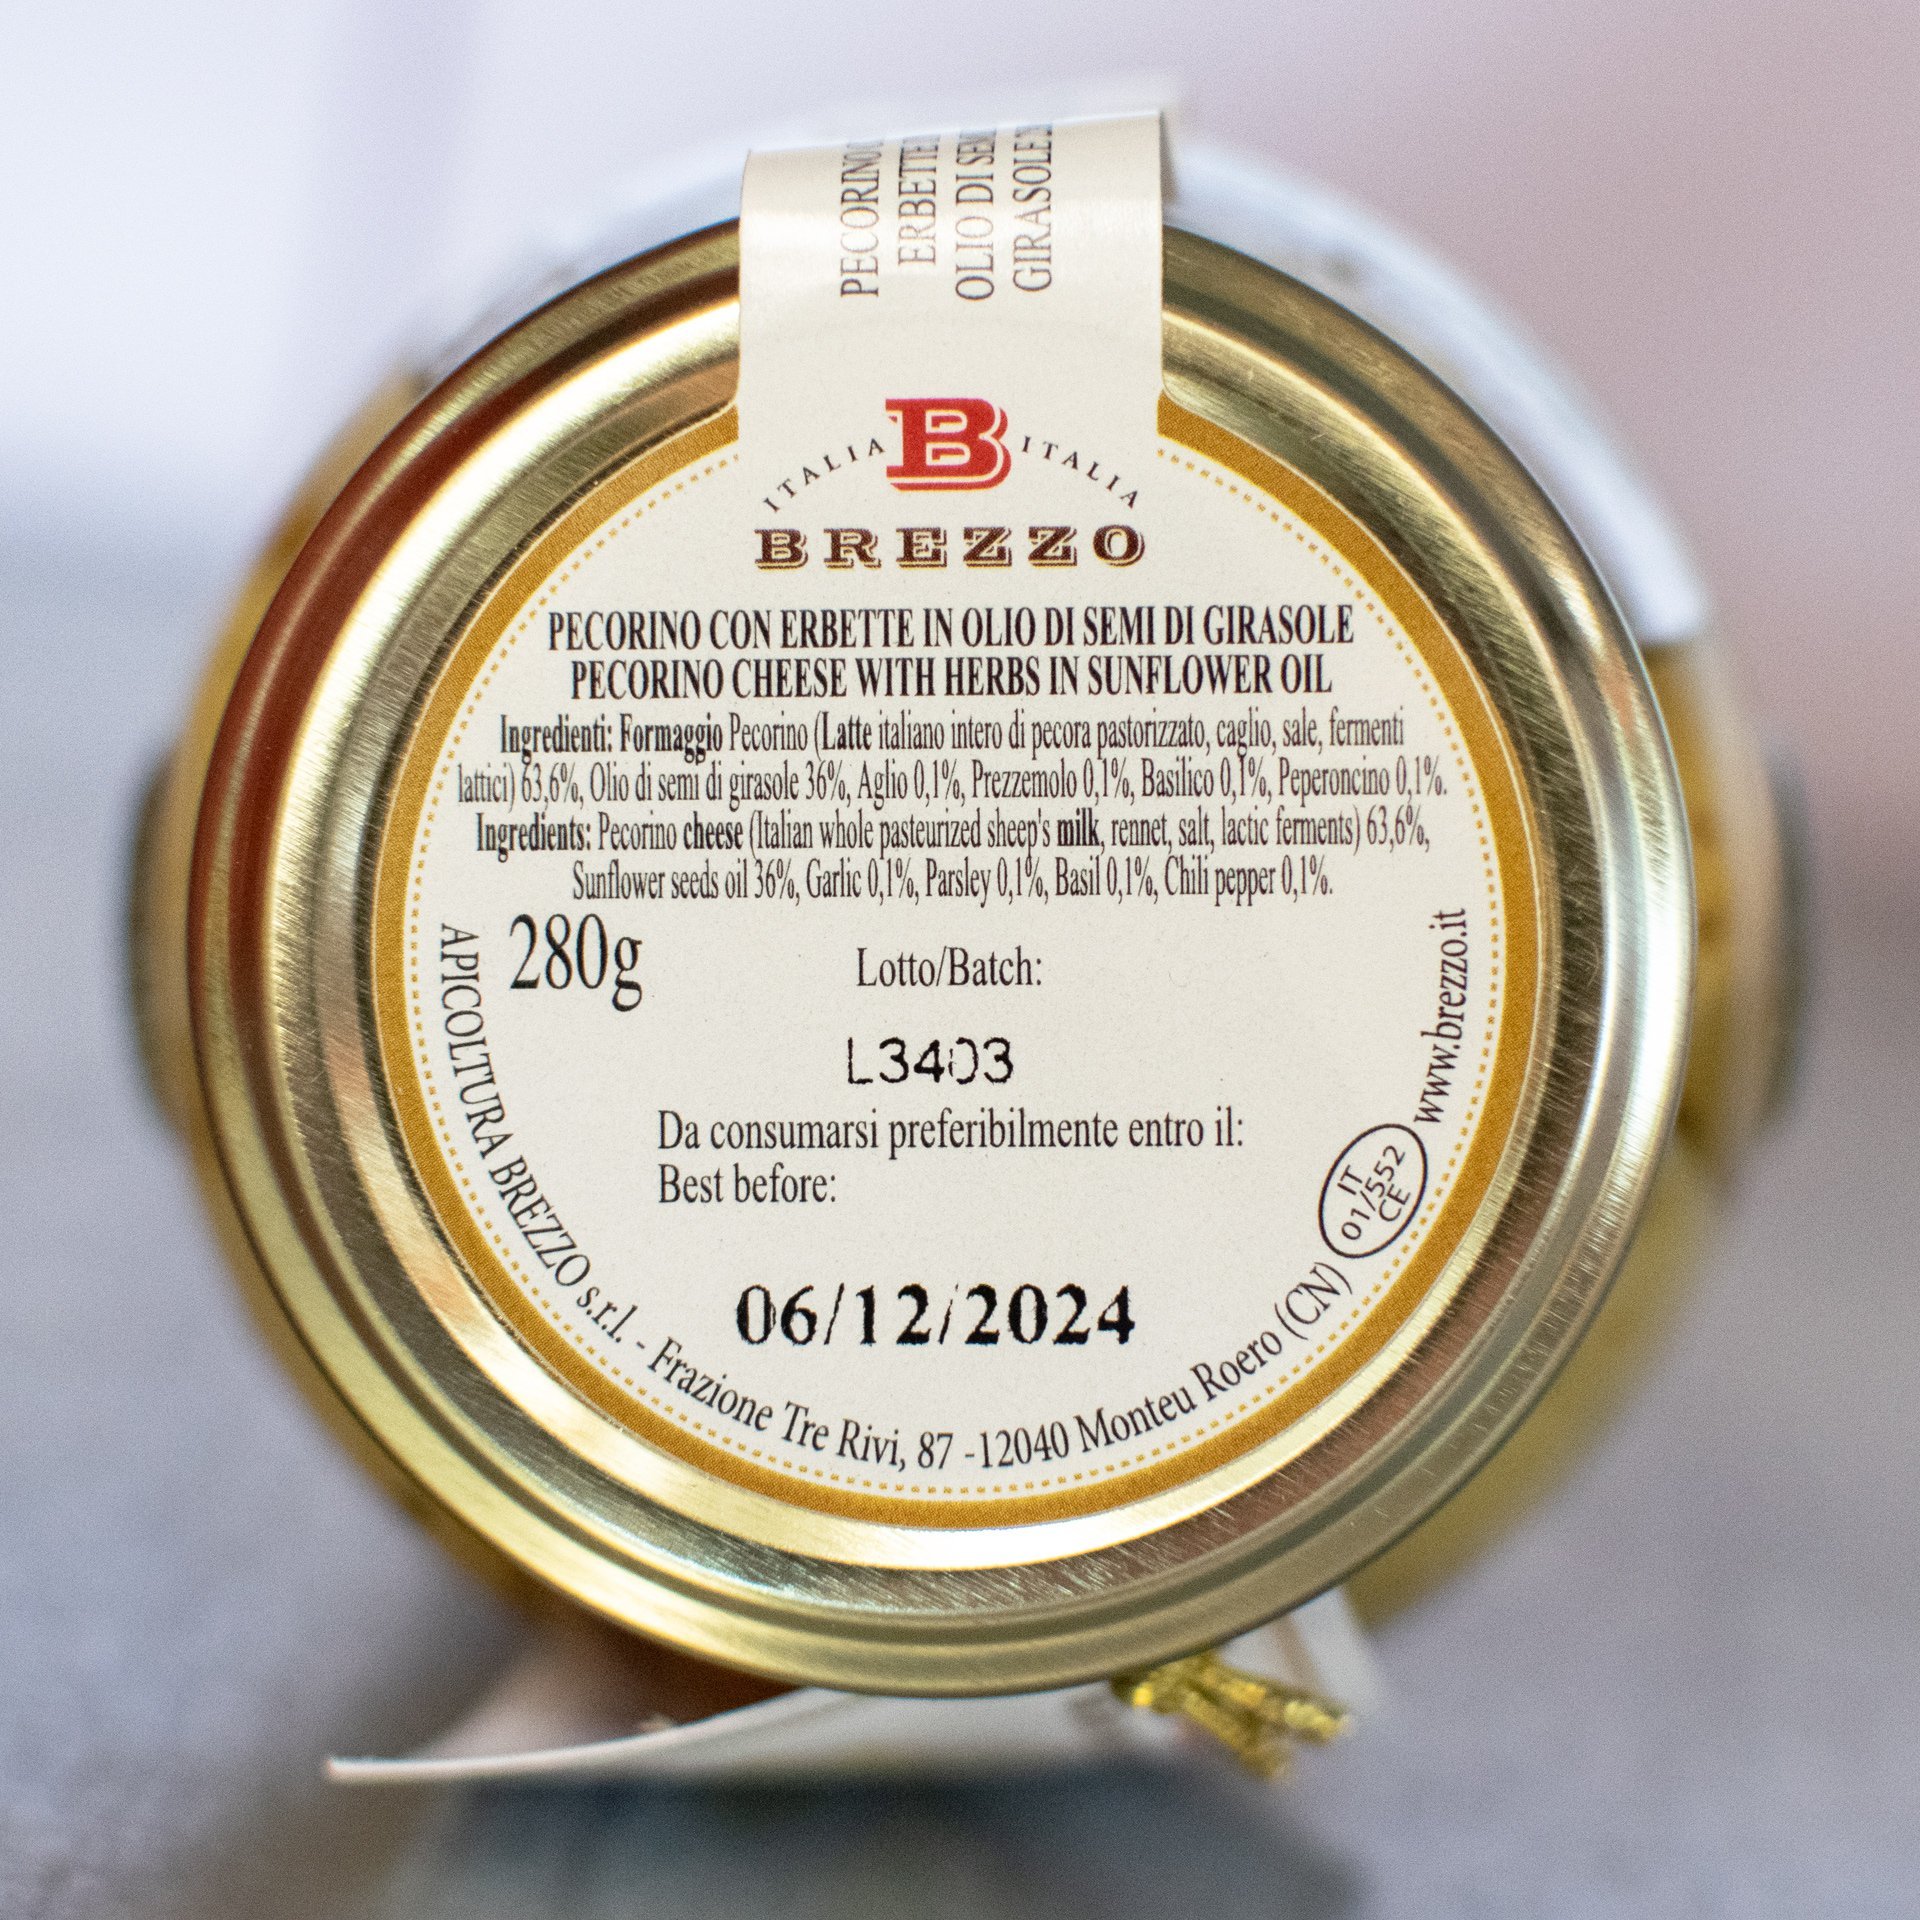 PECORINO
ERBETTE
OLIO DI SEM
GIRASOLE
ITALIA B ITALIA
BREZZO
PECORINO CON ERBETTE IN OLIO DI SEMI DI GIRASOLE
PECORINO CHEESE WITH HERBS IN SUNFLOWER OIL
Ingredienti: Formaggio Pecorino (Latte italiano intero di pecora pastorizzato, caglio, sale, fermenti
lattici) 63,6%, Olio di semi di girasole 36%, Aglio 0,1%, Prezzemolo 0,1%, Basilico 0,1%, Peperoncino 0,1%.
Ingredients: Pecorino cheese (Italian whole pasteurized sheep's milk, rennet, salt, lactic ferments) 63,6%,
Sunflower seeds oil 36%, Garlic 0,1%, Parsley 0,1%, Basil 0,1%, Chili pepper 0,1%.
280g
Lotto/Batch:
L3403
Da consumarsi preferibilmente entro il:
Best before:
06/12/2024
APICOLTURA BREZZO s.r.l. - Frazione Tre Rivi, 87 -12040 Monteu Roero (CN)
IT
01/552
CE
www.brezzo.it